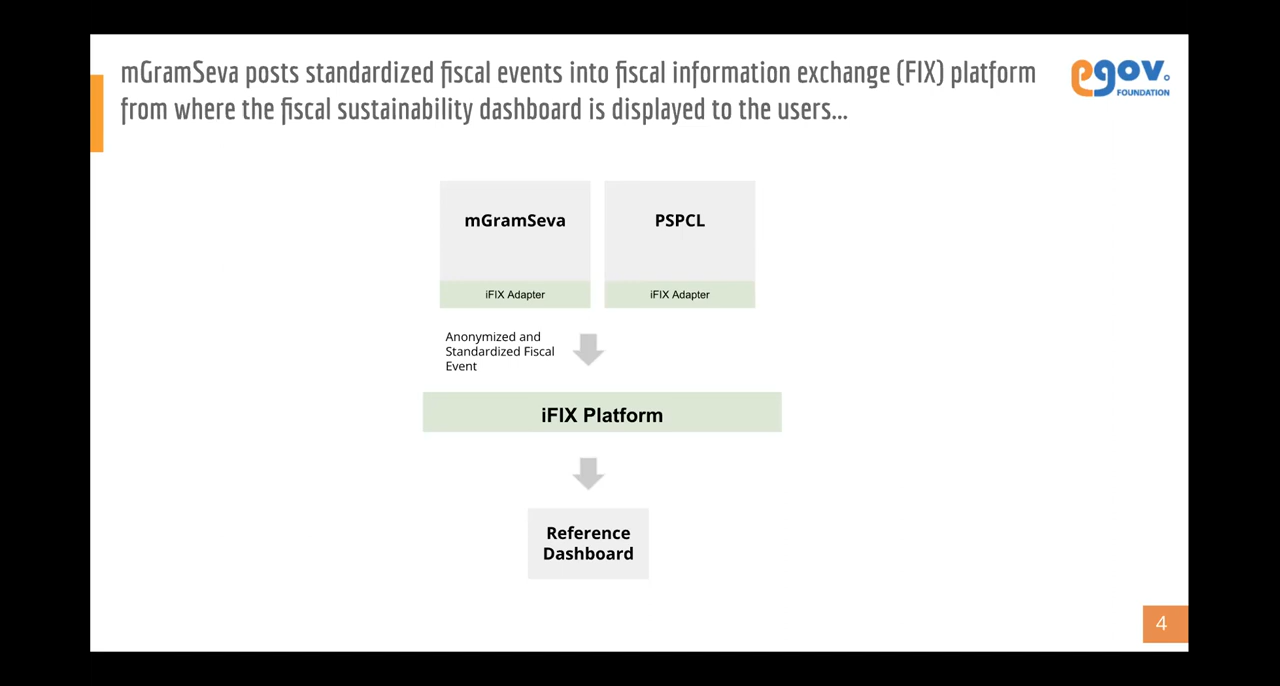 mGramSeva posts standardized fiscal events into fiscal information exchange (FIX) platform
from where the fiscal sustainability dashboard is displayed to the users...
egov.
FOUNDATION
mGramSeva
PSPCL
iFIX Adapter
iFIX Adapter
Anonymized and
Standardized Fiscal
Event
iFIX Platform
Reference
Dashboard
4